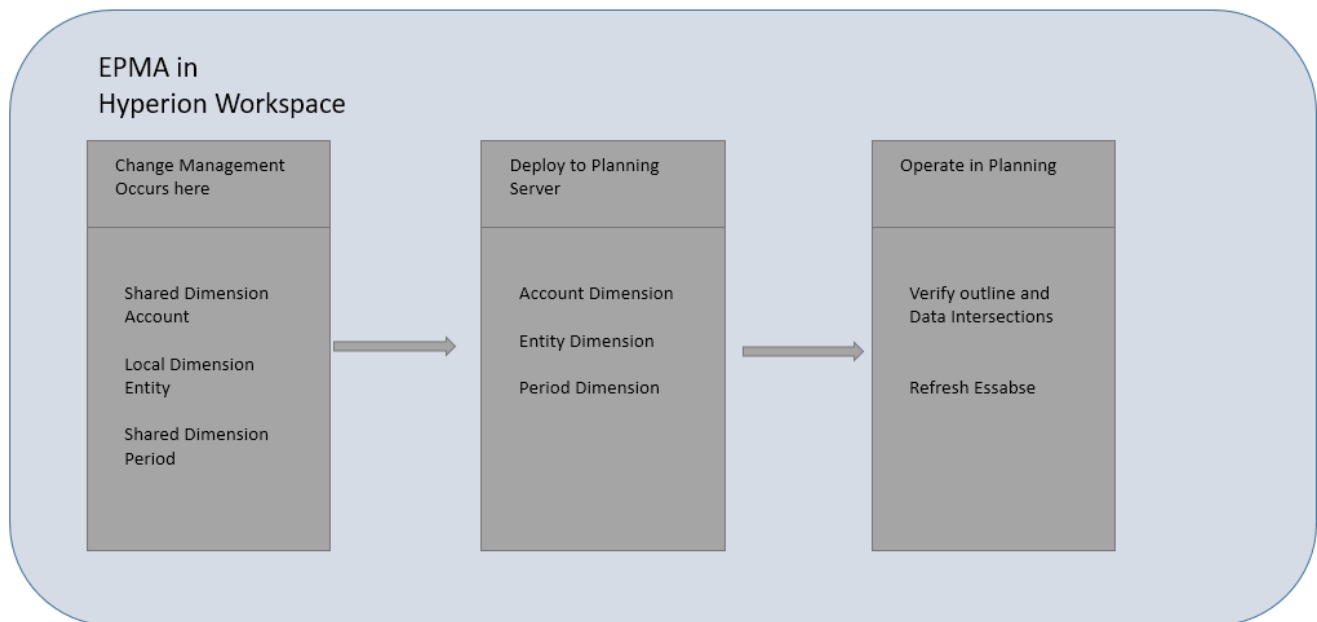 EPMA in
Hyperion Workspace
Change Management
Occurs here
Shared Dimension
Account
Local Dimension
Entity
Shared Dimension
Period
Deploy to Planning
Server
Account Dimension
Entity Dimension
Period Dimension
Operate in Planning
Verify outline and
Data Intersections
Refresh Essabse